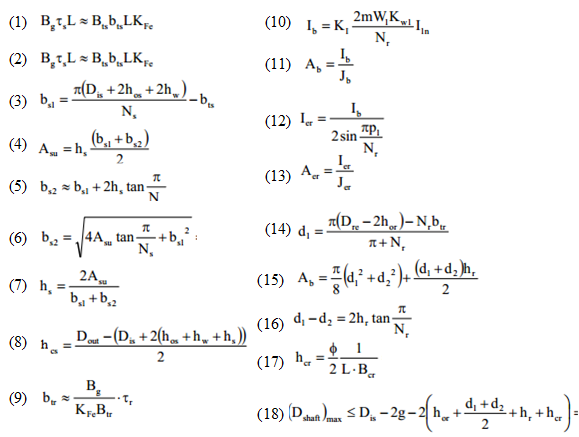 (1) B_g τ_s L ≈ B_ts b_ts L K_Fe
(2) B_g τ_s L ≈ B_ts b_ts L K_Fe
(3) b_s1 = π(D_is + 2h_os + 2h_w) / N_s − b_ts
(4) A_su = h_s (b_s1 + b_s2) / 2
(5) b_s2 ≈ b_s1 + 2h_s tan π/N
(6) b_s2 = √(4A_su tan π/N_s + b_s1²)
(7) h_s = 2A_su / (b_s1 + b_s2)
(8) h_cs = (D_out − (D_is + 2(h_os + h_w + h_s))) / 2
(9) b_tr ≈ B_g / (K_Fe B_tr) · τ_r
(10) I_b = K_I (2mW_1K_w1 / N_r) I_1n
(11) A_b = I_b / J_b
(12) I_er = I_b / (2 sin πp_1/N_r)
(13) A_er = I_er / J_er
(14) d_1 = (π(D_re − 2h_or) − N_r b_tr) / (π + N_r)
(15) A_b = π/8 (d_1² + d_2²) + (d_1 + d_2)h_r / 2
(16) d_1 − d_2 = 2h_r tan π/N_r
(17) h_cr = ϕ/2 · 1/(L·B_cr)
(18) (D_shaft)_max ≤ D_is − 2g − 2(h_or + (d_1 + d_2)/2 + h_r + h_cr) =